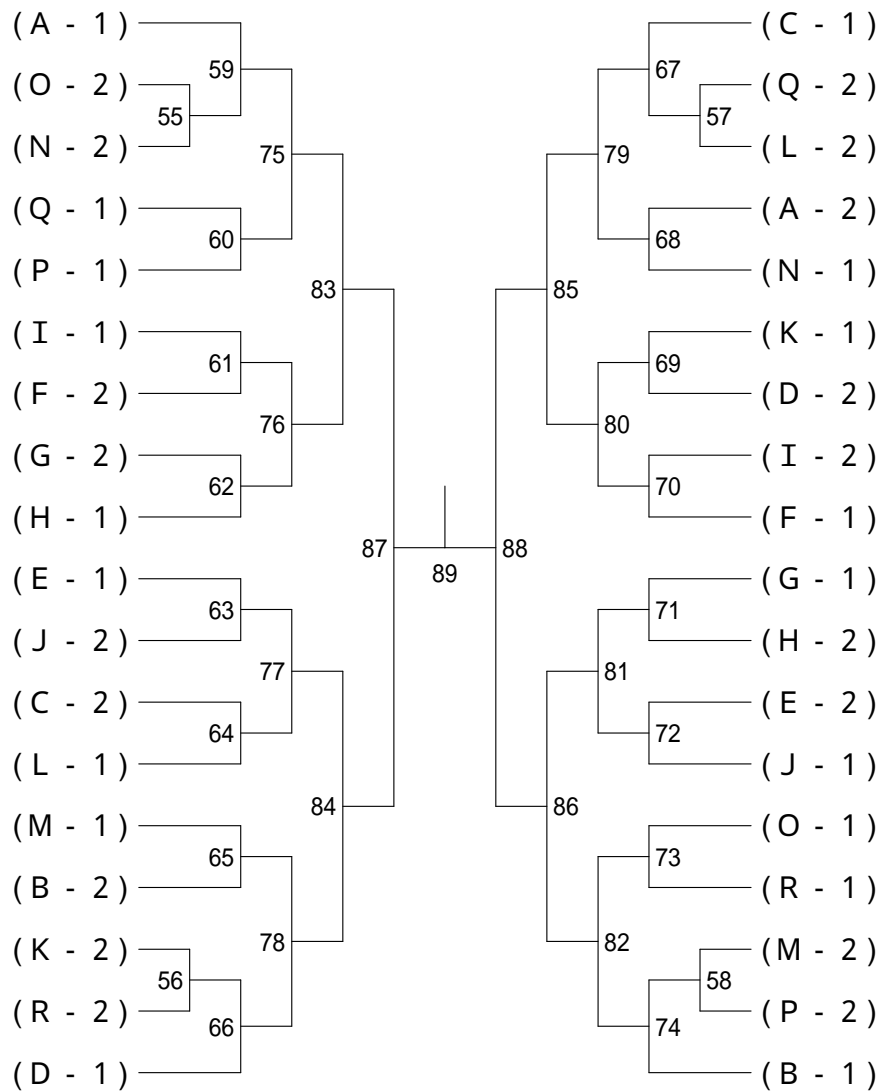 (A - 1) (C - 1)
59 67
(O - 2) (Q - 2)
55 57
(N - 2) (L - 2)
75 79
(Q - 1) (A - 2)
60 68
(P - 1) (N - 1)
83 85
(I - 1) (K - 1)
61 69
(F - 2) (D - 2)
76 80
(G - 2) (I - 2)
62 70
(H - 1) (F - 1)
87 88
89
(E - 1) (G - 1)
63 71
(J - 2) (H - 2)
77 81
(C - 2) (E - 2)
64 72
(L - 1) (J - 1)
84 86
(M - 1) (O - 1)
65 73
(B - 2) (R - 1)
78 82
(K - 2) (M - 2)
56 58
(R - 2) (P - 2)
66 74
(D - 1) (B - 1)